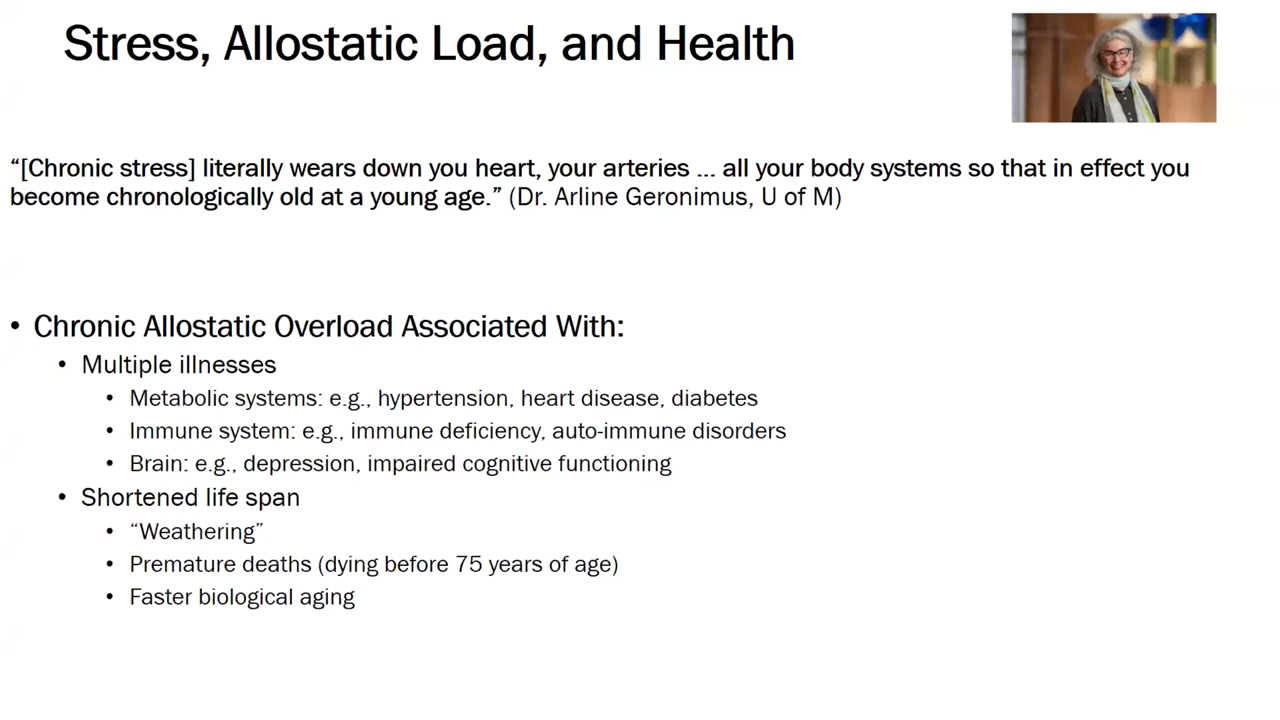 Stress, Allostatic Load, and Health
“[Chronic stress] literally wears down you heart, your arteries ... all your body systems so that in effect you
become chronologically old at a young age.” (Dr. Arline Geronimus, U of M)
• Chronic Allostatic Overload Associated With:
• Multiple illnesses
• Metabolic systems: e.g., hypertension, heart disease, diabetes
• Immune system: e.g., immune deficiency, auto-immune disorders
• Brain: e.g., depression, impaired cognitive functioning
• Shortened life span
• “Weathering”
• Premature deaths (dying before 75 years of age)
• Faster biological aging